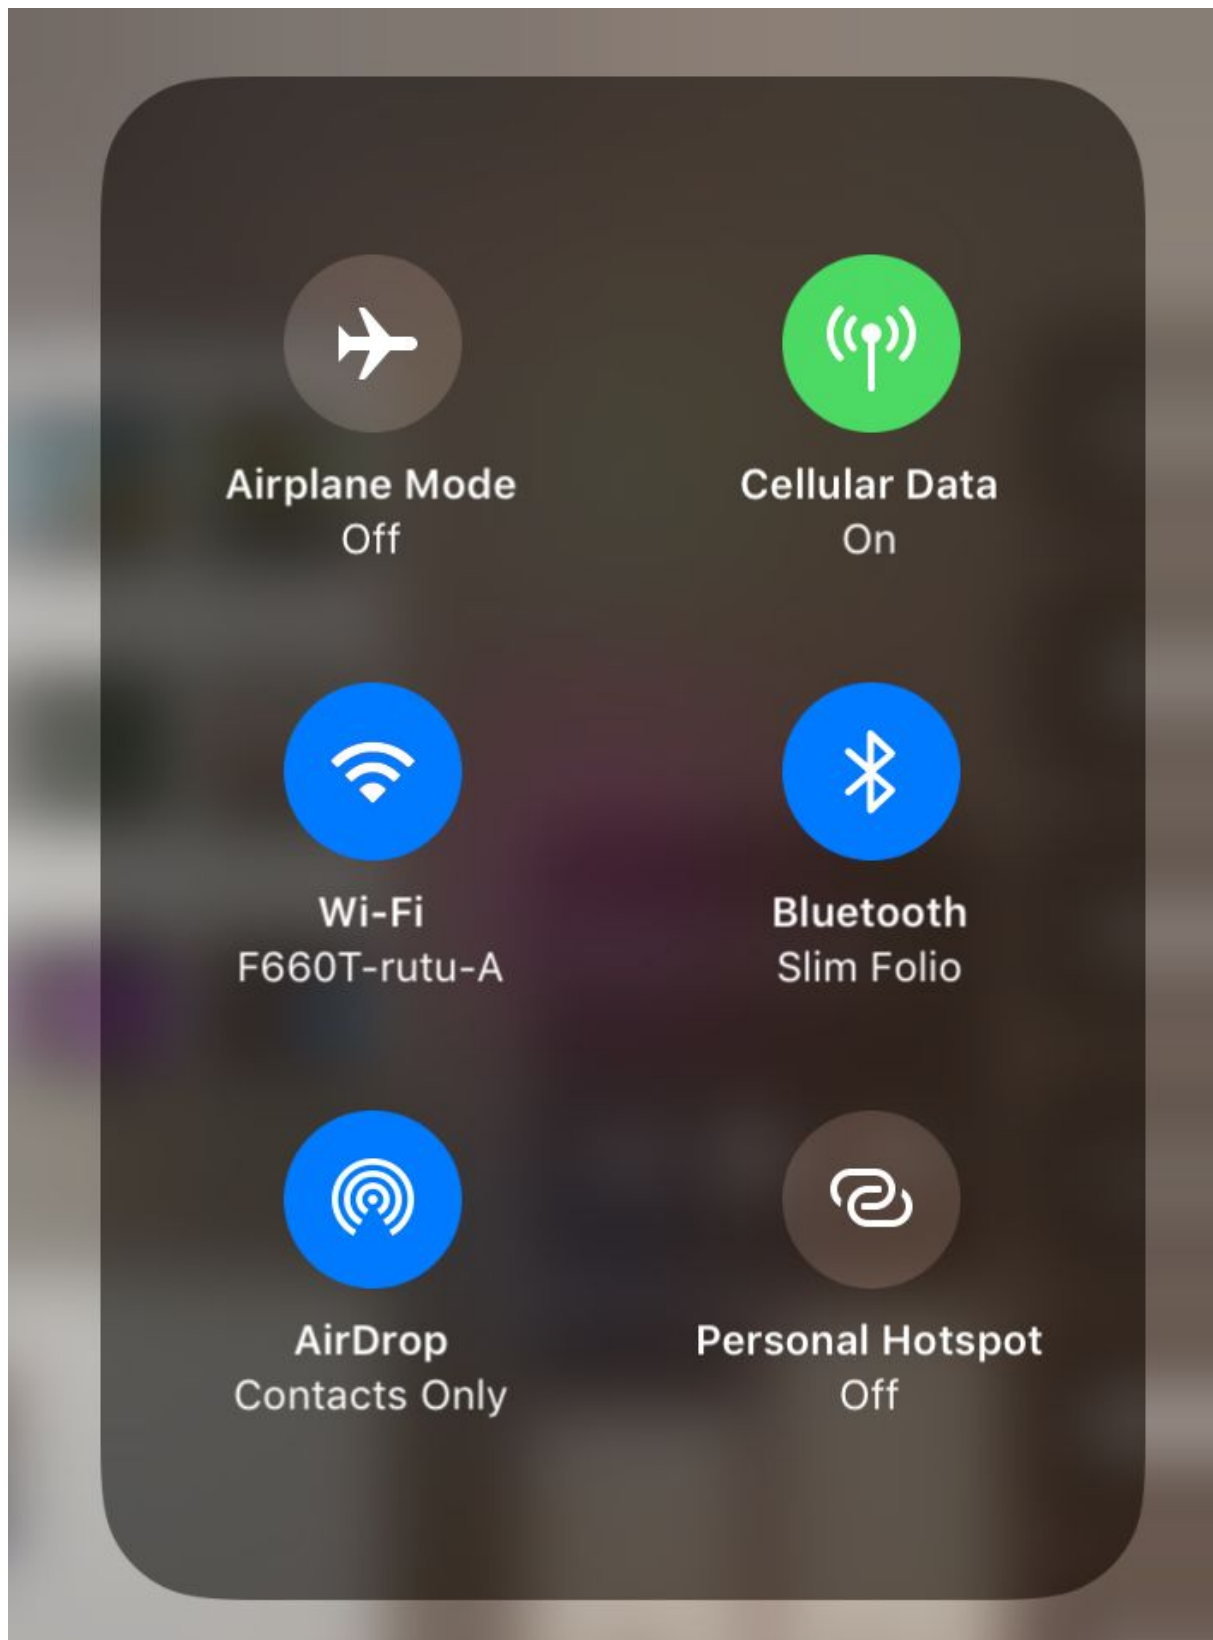 Airplane Mode
Off
Cellular Data
On
Wi-Fi
F660T-rutu-A
Bluetooth
Slim Folio
AirDrop
Contacts Only
Personal Hotspot
Off